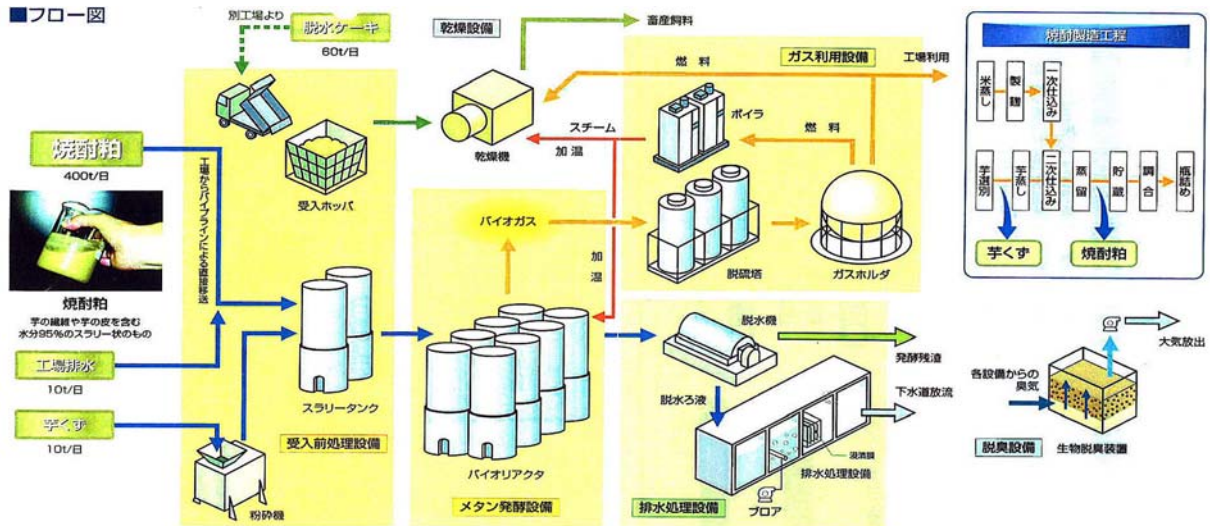 ■フロー図
別工場より
脱水ケーキ
60t/日
乾燥設備
畜産飼料
焼酎粕
400t/日
焼酎粕
芋の繊維や芋の皮を含む
水分95%のスラリー状のもの
工場排水
10t/日
芋くず
10t/日
工場からパイプラインによる直接移送
受入ホッパ
スラリータンク
受入前処理設備
粉砕機
乾燥機
スチーム
加温
バイオガス
加温
バイオリアクタ
メタン発酵設備
燃料
ガス利用設備
工場利用
ボイラ
燃料
脱硫塔
ガスホルダ
脱水機
発酵残渣
脱水ろ液
下水道放流
浸漬膜
排水処理設備
ブロア
排水処理設備
焼酎製造工程
米蒸し
製麹
一次仕込み
芋選別
芋蒸し
二次仕込み
蒸留
貯蔵
調合
瓶詰め
芋くず
焼酎粕
大気放出
各設備からの
臭気
脱臭設備
生物脱臭装置